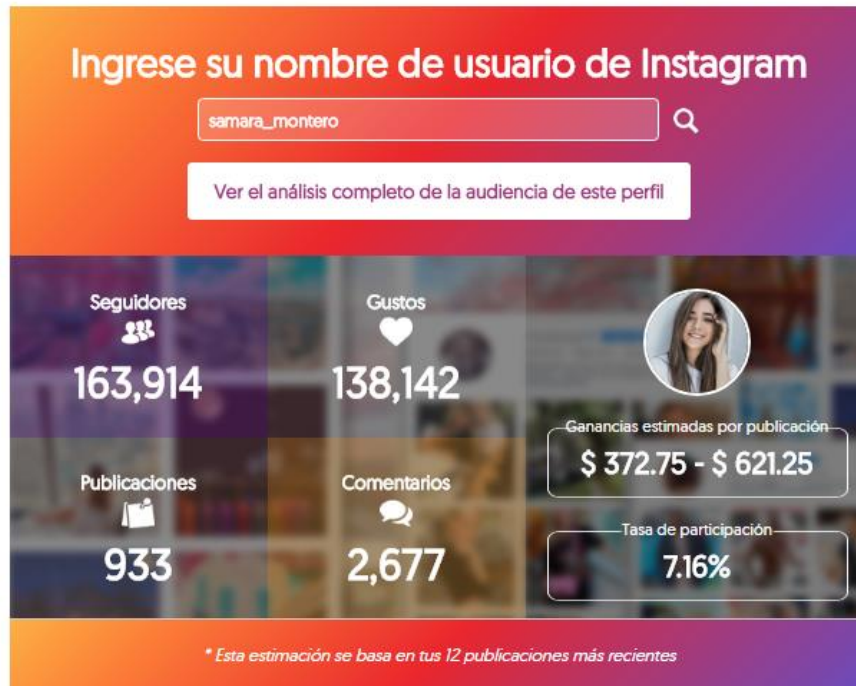 Ingrese su nombre de usuario de Instagram
samara_montero
Ver el análisis completo de la audiencia de este perfil
Seguidores
163,914
Gustos
138,142
Publicaciones
933
Comentarios
2,677
Ganancias estimadas por publicación
$ 372.75 - $ 621.25
Tasa de participación
7.16%
* Esta estimación se basa en tus 12 publicaciones más recientes